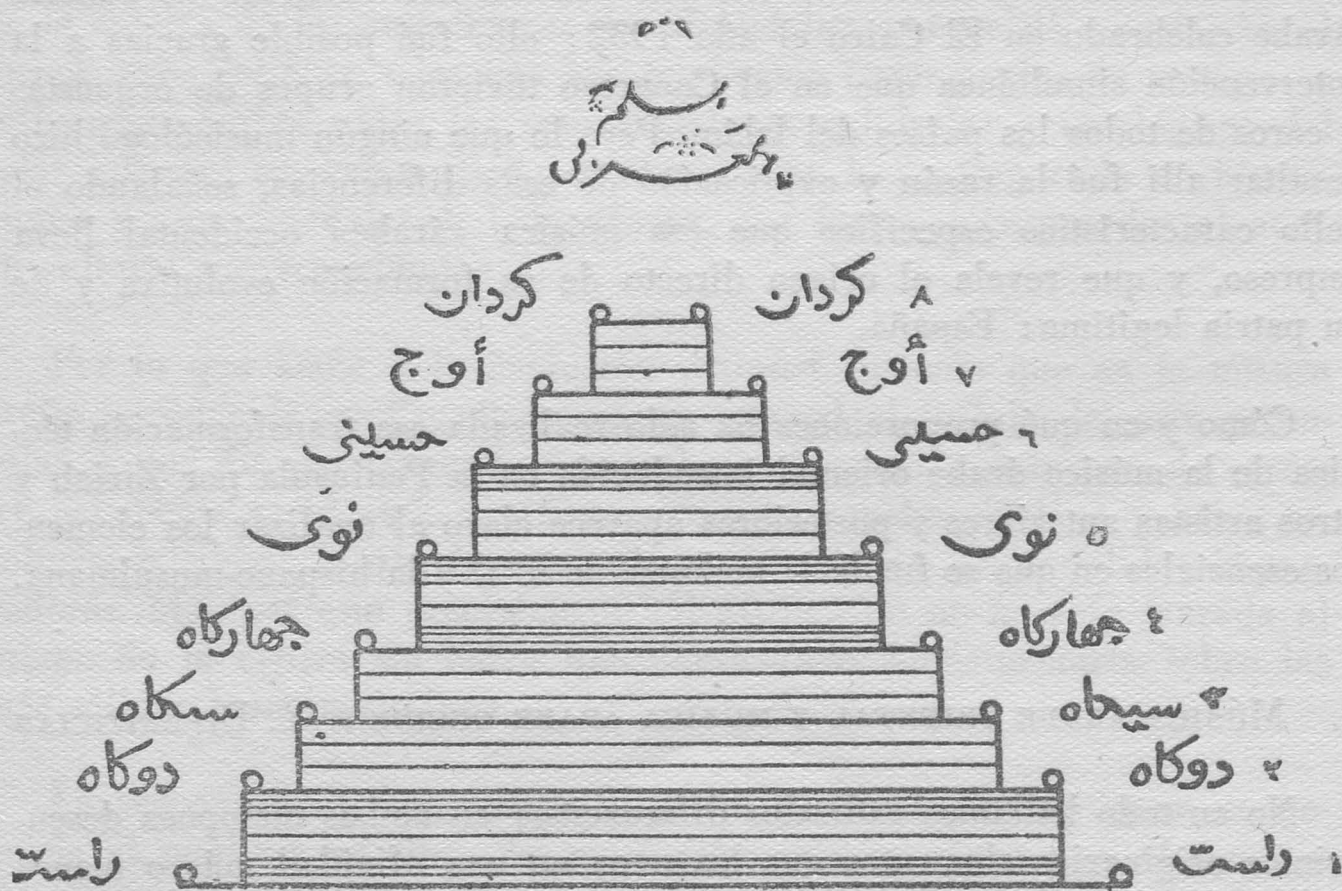 ٨ كردان كردان
٧ أوج أوج
٦ حسيني حسيني
٥ نوى نوى
٤ جهاركاه جهاركاه
٣ سيكاه سكاه
٢ دوكاه دوكاه
١ راست راست